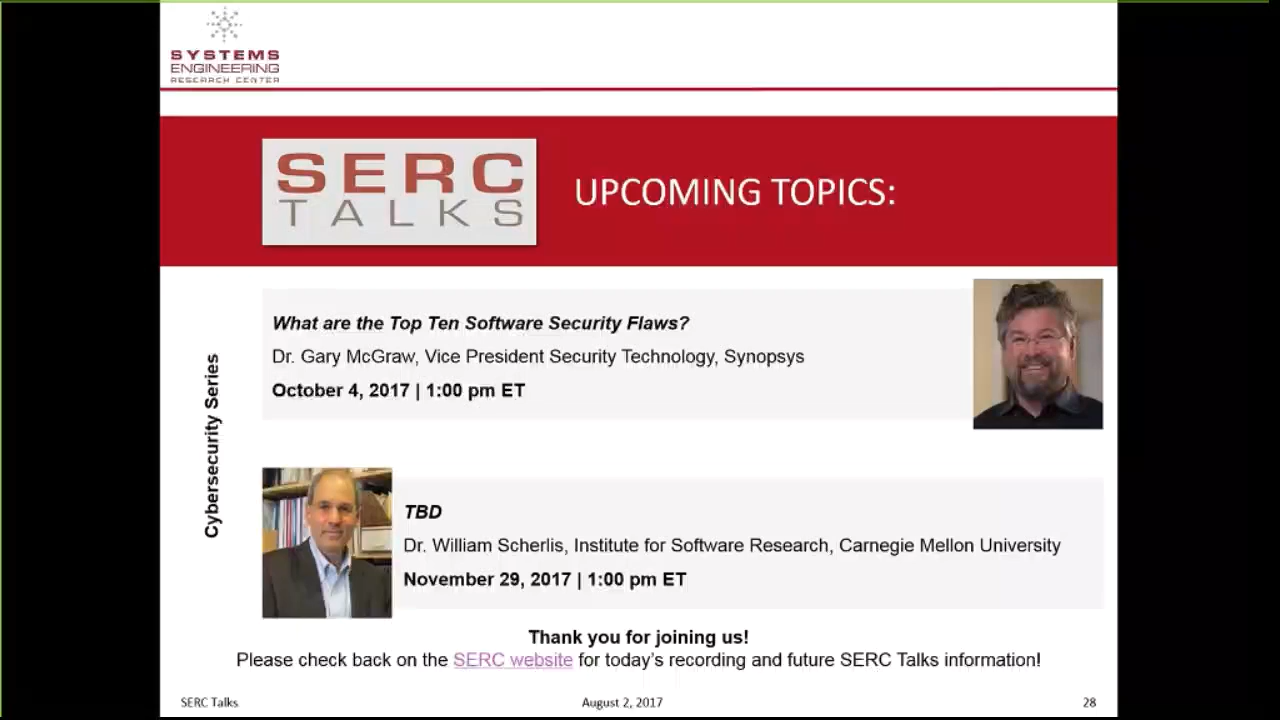 SYSTEMS
ENGINEERING
RESEARCH CENTER
SERC
TALKS
UPCOMING TOPICS:
Cybersecurity Series
What are the Top Ten Software Security Flaws?
Dr. Gary McGraw, Vice President Security Technology, Synopsys
October 4, 2017 | 1:00 pm ET
TBD
Dr. William Scherlis, Institute for Software Research, Carnegie Mellon University
November 29, 2017 | 1:00 pm ET
Thank you for joining us!
Please check back on the SERC website for today's recording and future SERC Talks information!
SERC Talks August 2, 2017 28